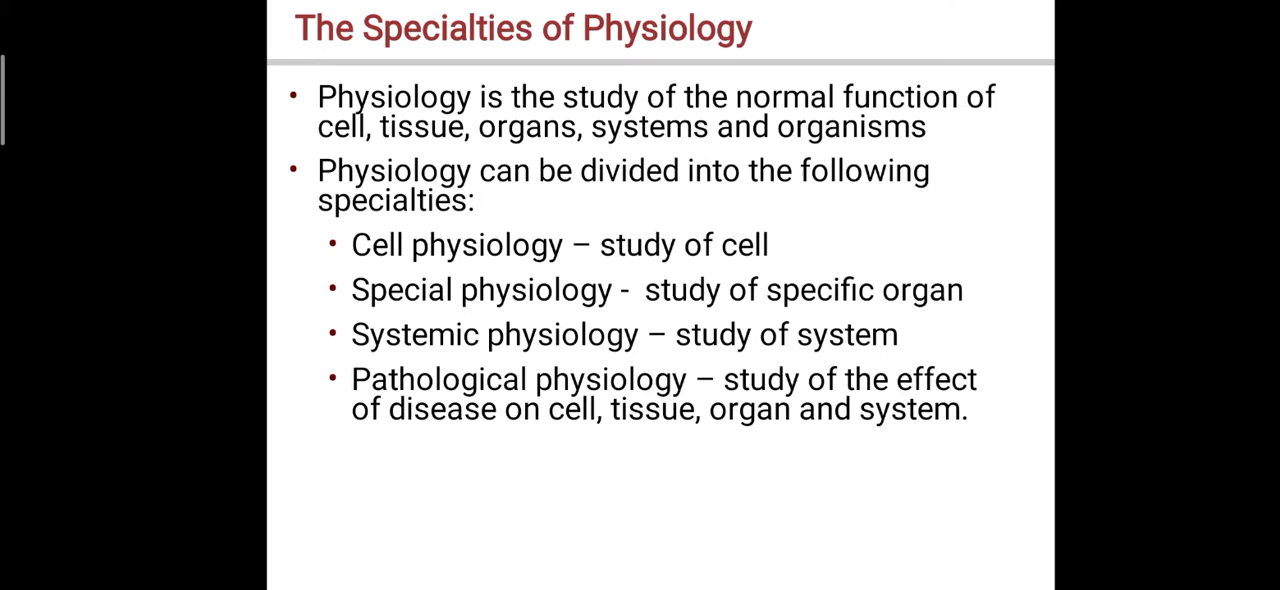 The Specialties of Physiology
• Physiology is the study of the normal function of
cell, tissue, organs, systems and organisms
• Physiology can be divided into the following
specialties:
• Cell physiology – study of cell
• Special physiology -  study of specific organ
• Systemic physiology – study of system
• Pathological physiology – study of the effect
of disease on cell, tissue, organ and system.